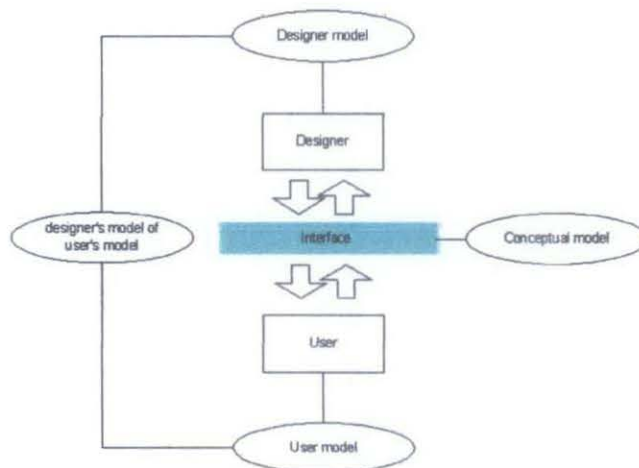 Designer model
Designer
designer's model of
user's model
Interface
Conceptual model
User
User model